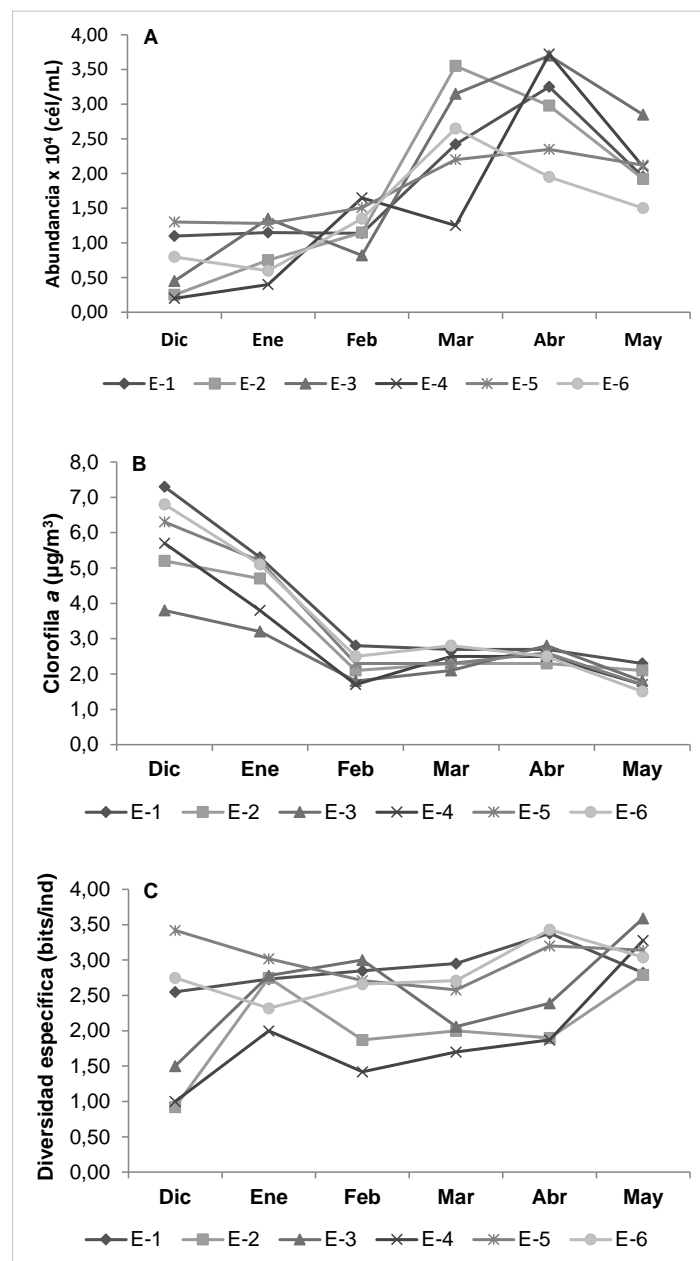 A
Abundancia x 10⁴ (cél/mL)
4,00
3,50
3,00
2,50
2,00
1,50
1,00
0,50
0,00
Dic Ene Feb Mar Abr May
E-1 E-2 E-3 E-4 E-5 E-6
B
Clorofila a (µg/m³)
8,0
7,0
6,0
5,0
4,0
3,0
2,0
1,0
0,0
Dic Ene Feb Mar Abr May
E-1 E-2 E-3 E-4 E-5 E-6
C
Diversidad específica (bits/ind)
4,00
3,50
3,00
2,50
2,00
1,50
1,00
0,50
0,00
Dic Ene Feb Mar Abr May
E-1 E-2 E-3 E-4 E-5 E-6